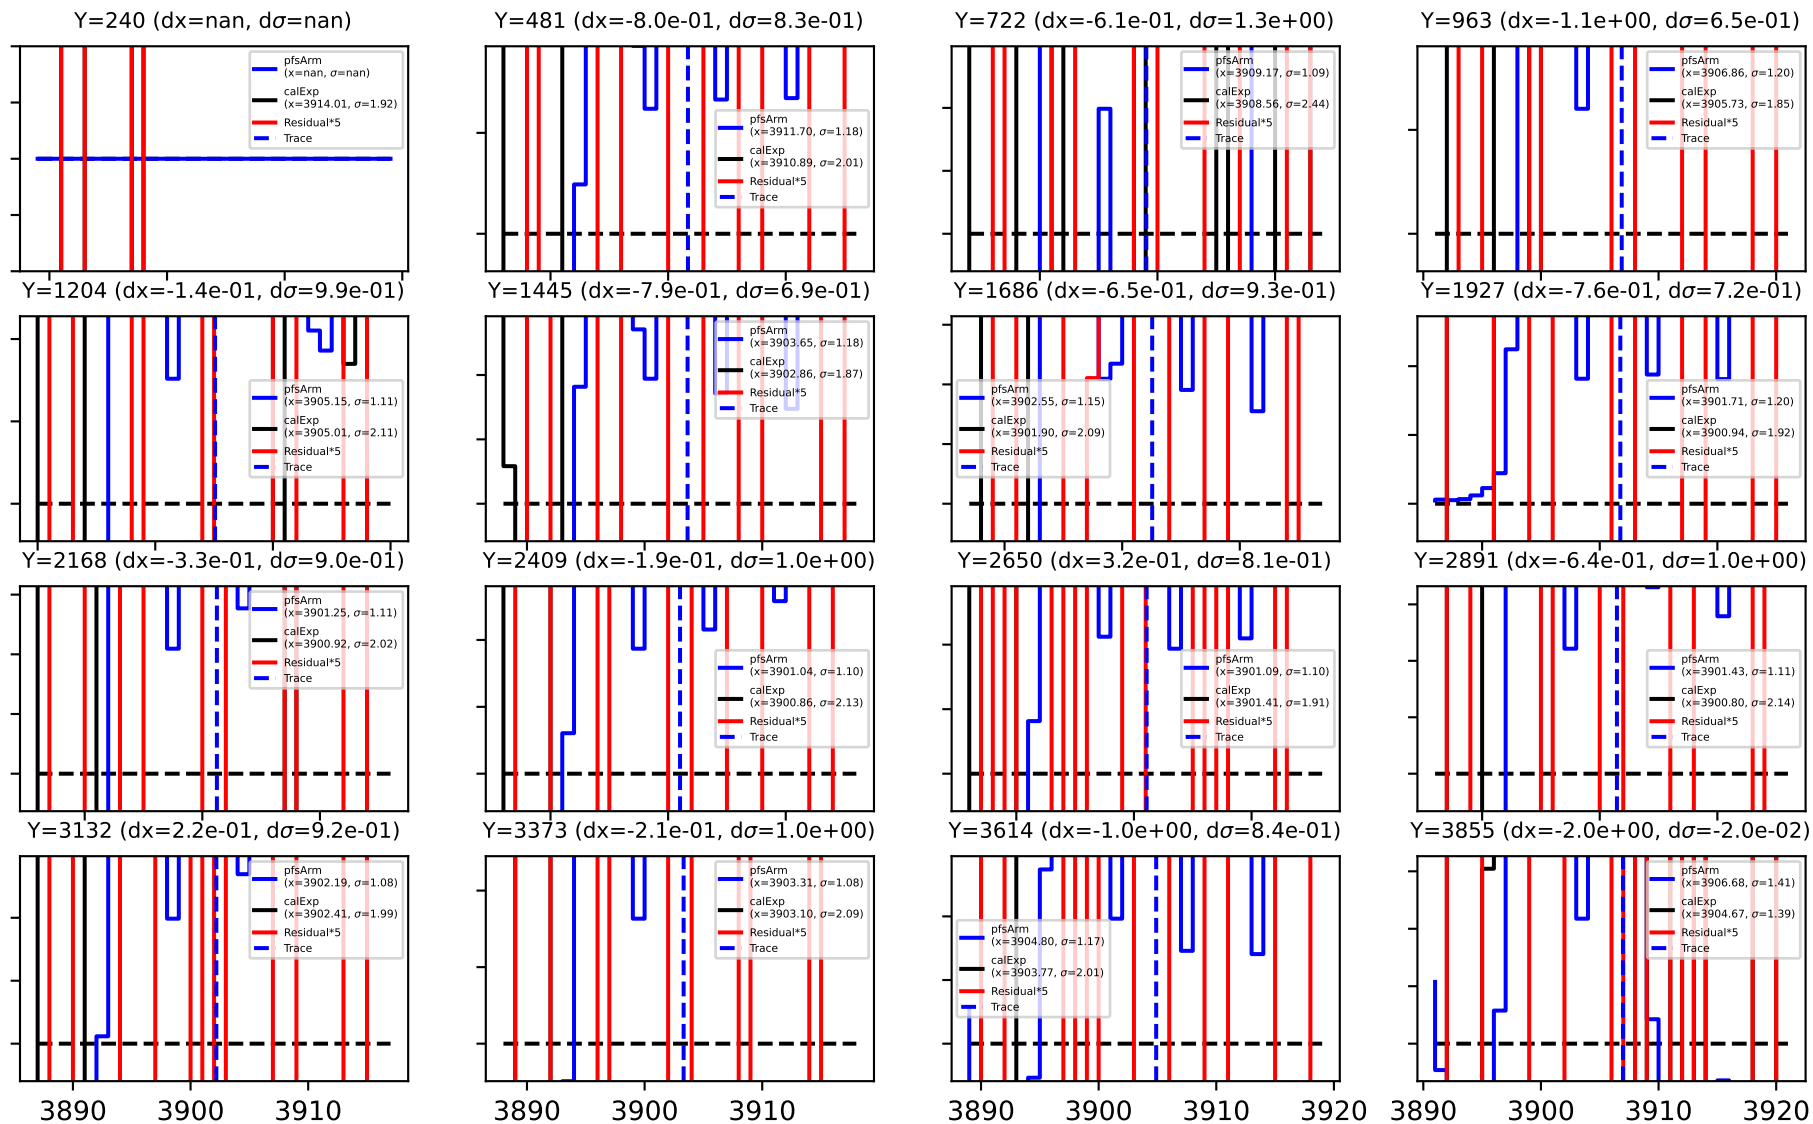 Y=240 (dx=nan, dσ=nan)
pfsArm
(x=nan, σ=nan)
calExp
(x=3914.01, σ=1.92)
Residual*5
Trace
Y=481 (dx=-8.0e-01, dσ=8.3e-01)
pfsArm
(x=3911.70, σ=1.18)
calExp
(x=3910.89, σ=2.01)
Residual*5
Trace
Y=722 (dx=-6.1e-01, dσ=1.3e+00)
pfsArm
(x=3909.17, σ=1.09)
calExp
(x=3908.56, σ=2.44)
Residual*5
Trace
Y=963 (dx=-1.1e+00, dσ=6.5e-01)
pfsArm
(x=3906.86, σ=1.20)
calExp
(x=3905.73, σ=1.85)
Residual*5
Trace
Y=1204 (dx=-1.4e-01, dσ=9.9e-01)
pfsArm
(x=3905.15, σ=1.11)
calExp
(x=3905.01, σ=2.11)
Residual*5
Trace
Y=1445 (dx=-7.9e-01, dσ=6.9e-01)
pfsArm
(x=3903.65, σ=1.18)
calExp
(x=3902.86, σ=1.87)
Residual*5
Trace
Y=1686 (dx=-6.5e-01, dσ=9.3e-01)
pfsArm
(x=3902.55, σ=1.15)
calExp
(x=3901.90, σ=2.09)
Residual*5
Trace
Y=1927 (dx=-7.6e-01, dσ=7.2e-01)
pfsArm
(x=3901.71, σ=1.20)
calExp
(x=3900.94, σ=1.92)
Residual*5
Trace
Y=2168 (dx=-3.3e-01, dσ=9.0e-01)
pfsArm
(x=3901.25, σ=1.11)
calExp
(x=3900.92, σ=2.02)
Residual*5
Trace
Y=2409 (dx=-1.9e-01, dσ=1.0e+00)
pfsArm
(x=3901.04, σ=1.10)
calExp
(x=3900.86, σ=2.13)
Residual*5
Trace
Y=2650 (dx=3.2e-01, dσ=8.1e-01)
pfsArm
(x=3901.09, σ=1.10)
calExp
(x=3901.41, σ=1.91)
Residual*5
Trace
Y=2891 (dx=-6.4e-01, dσ=1.0e+00)
pfsArm
(x=3901.43, σ=1.11)
calExp
(x=3900.80, σ=2.14)
Residual*5
Trace
Y=3132 (dx=2.2e-01, dσ=9.2e-01)
pfsArm
(x=3902.19, σ=1.08)
calExp
(x=3902.41, σ=1.99)
Residual*5
Trace
3890 3900 3910
Y=3373 (dx=-2.1e-01, dσ=1.0e+00)
pfsArm
(x=3903.31, σ=1.08)
calExp
(x=3903.10, σ=2.09)
Residual*5
Trace
3890 3900 3910
Y=3614 (dx=-1.0e+00, dσ=8.4e-01)
pfsArm
(x=3904.80, σ=1.17)
calExp
(x=3903.77, σ=2.01)
Residual*5
Trace
3890 3900 3910 3920
Y=3855 (dx=-2.0e+00, dσ=-2.0e-02)
pfsArm
(x=3906.68, σ=1.41)
calExp
(x=3904.67, σ=1.39)
Residual*5
Trace
3890 3900 3910 3920